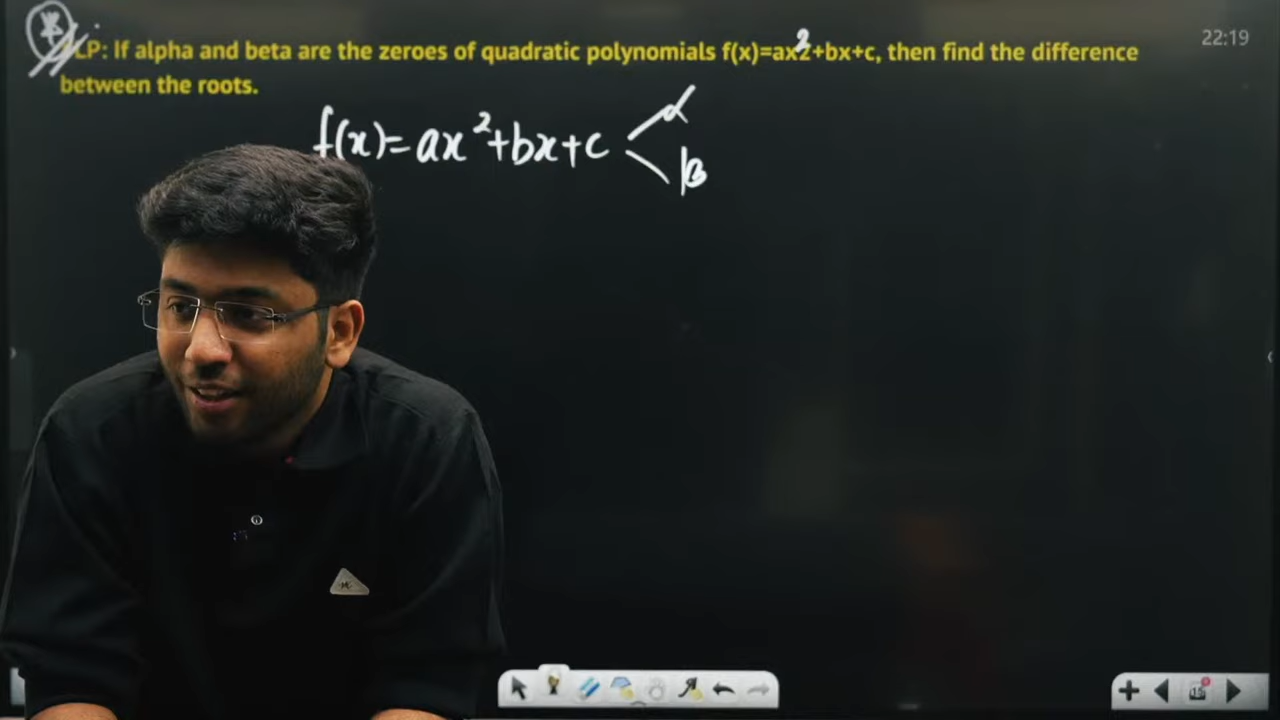 22:19
LP: If alpha and beta are the zeroes of quadratic polynomials f(x)=ax2+bx+c, then find the difference
between the roots.
f(x)= ax²+bx+c α
β